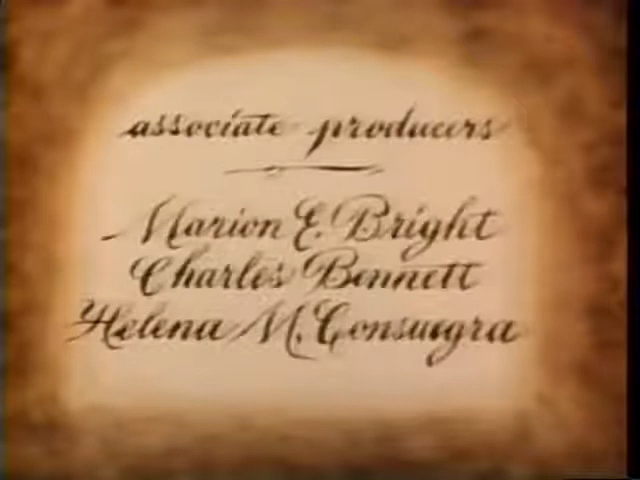 associate producers
Marion E. Bright
Charles Bennett
Helena M. Consuegra